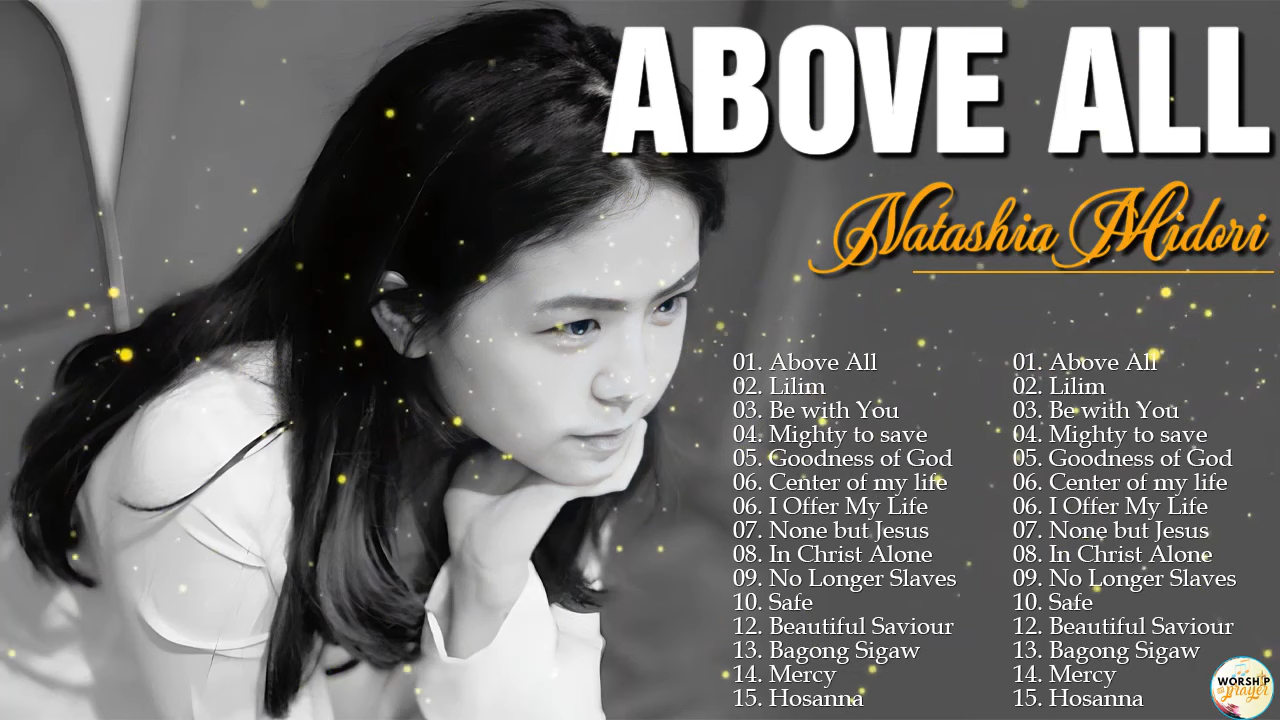 ABOVE ALL
Natashia Midori
01. Above All
02. Lilim
03. Be with You
04. Mighty to save
05. Goodness of God
06. Center of my life
06. I Offer My Life
07. None but Jesus
08. In Christ Alone
09. No Longer Slaves
10. Safe
12. Beautiful Saviour
13. Bagong Sigaw
14. Mercy
15. Hosanna
01. Above All
02. Lilim
03. Be with You
04. Mighty to save
05. Goodness of God
06. Center of my life
06. I Offer My Life
07. None but Jesus
08. In Christ Alone
09. No Longer Slaves
10. Safe
12. Beautiful Saviour
13. Bagong Sigaw
14. Mercy
15. Hosanna
WORSHIP
prayer